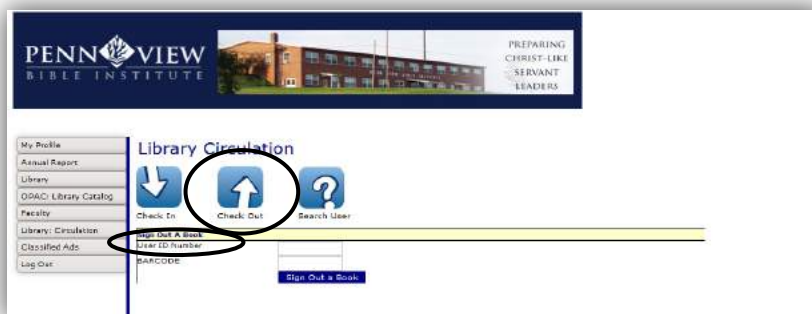 PENN VIEW
BIBLE INSTITUTE
PREPARING
CHRIST-LIKE
SERVANT
LEADERS
My Profile
Annual Report
Library
OPAC: Library Catalog
Faculty
Library: Circulation
Classified Ads
Log Out
Library Circulation
Check In
Check Out
Search User
Sign Out A Book
User ID Number
BARCODE
Sign Out a Book